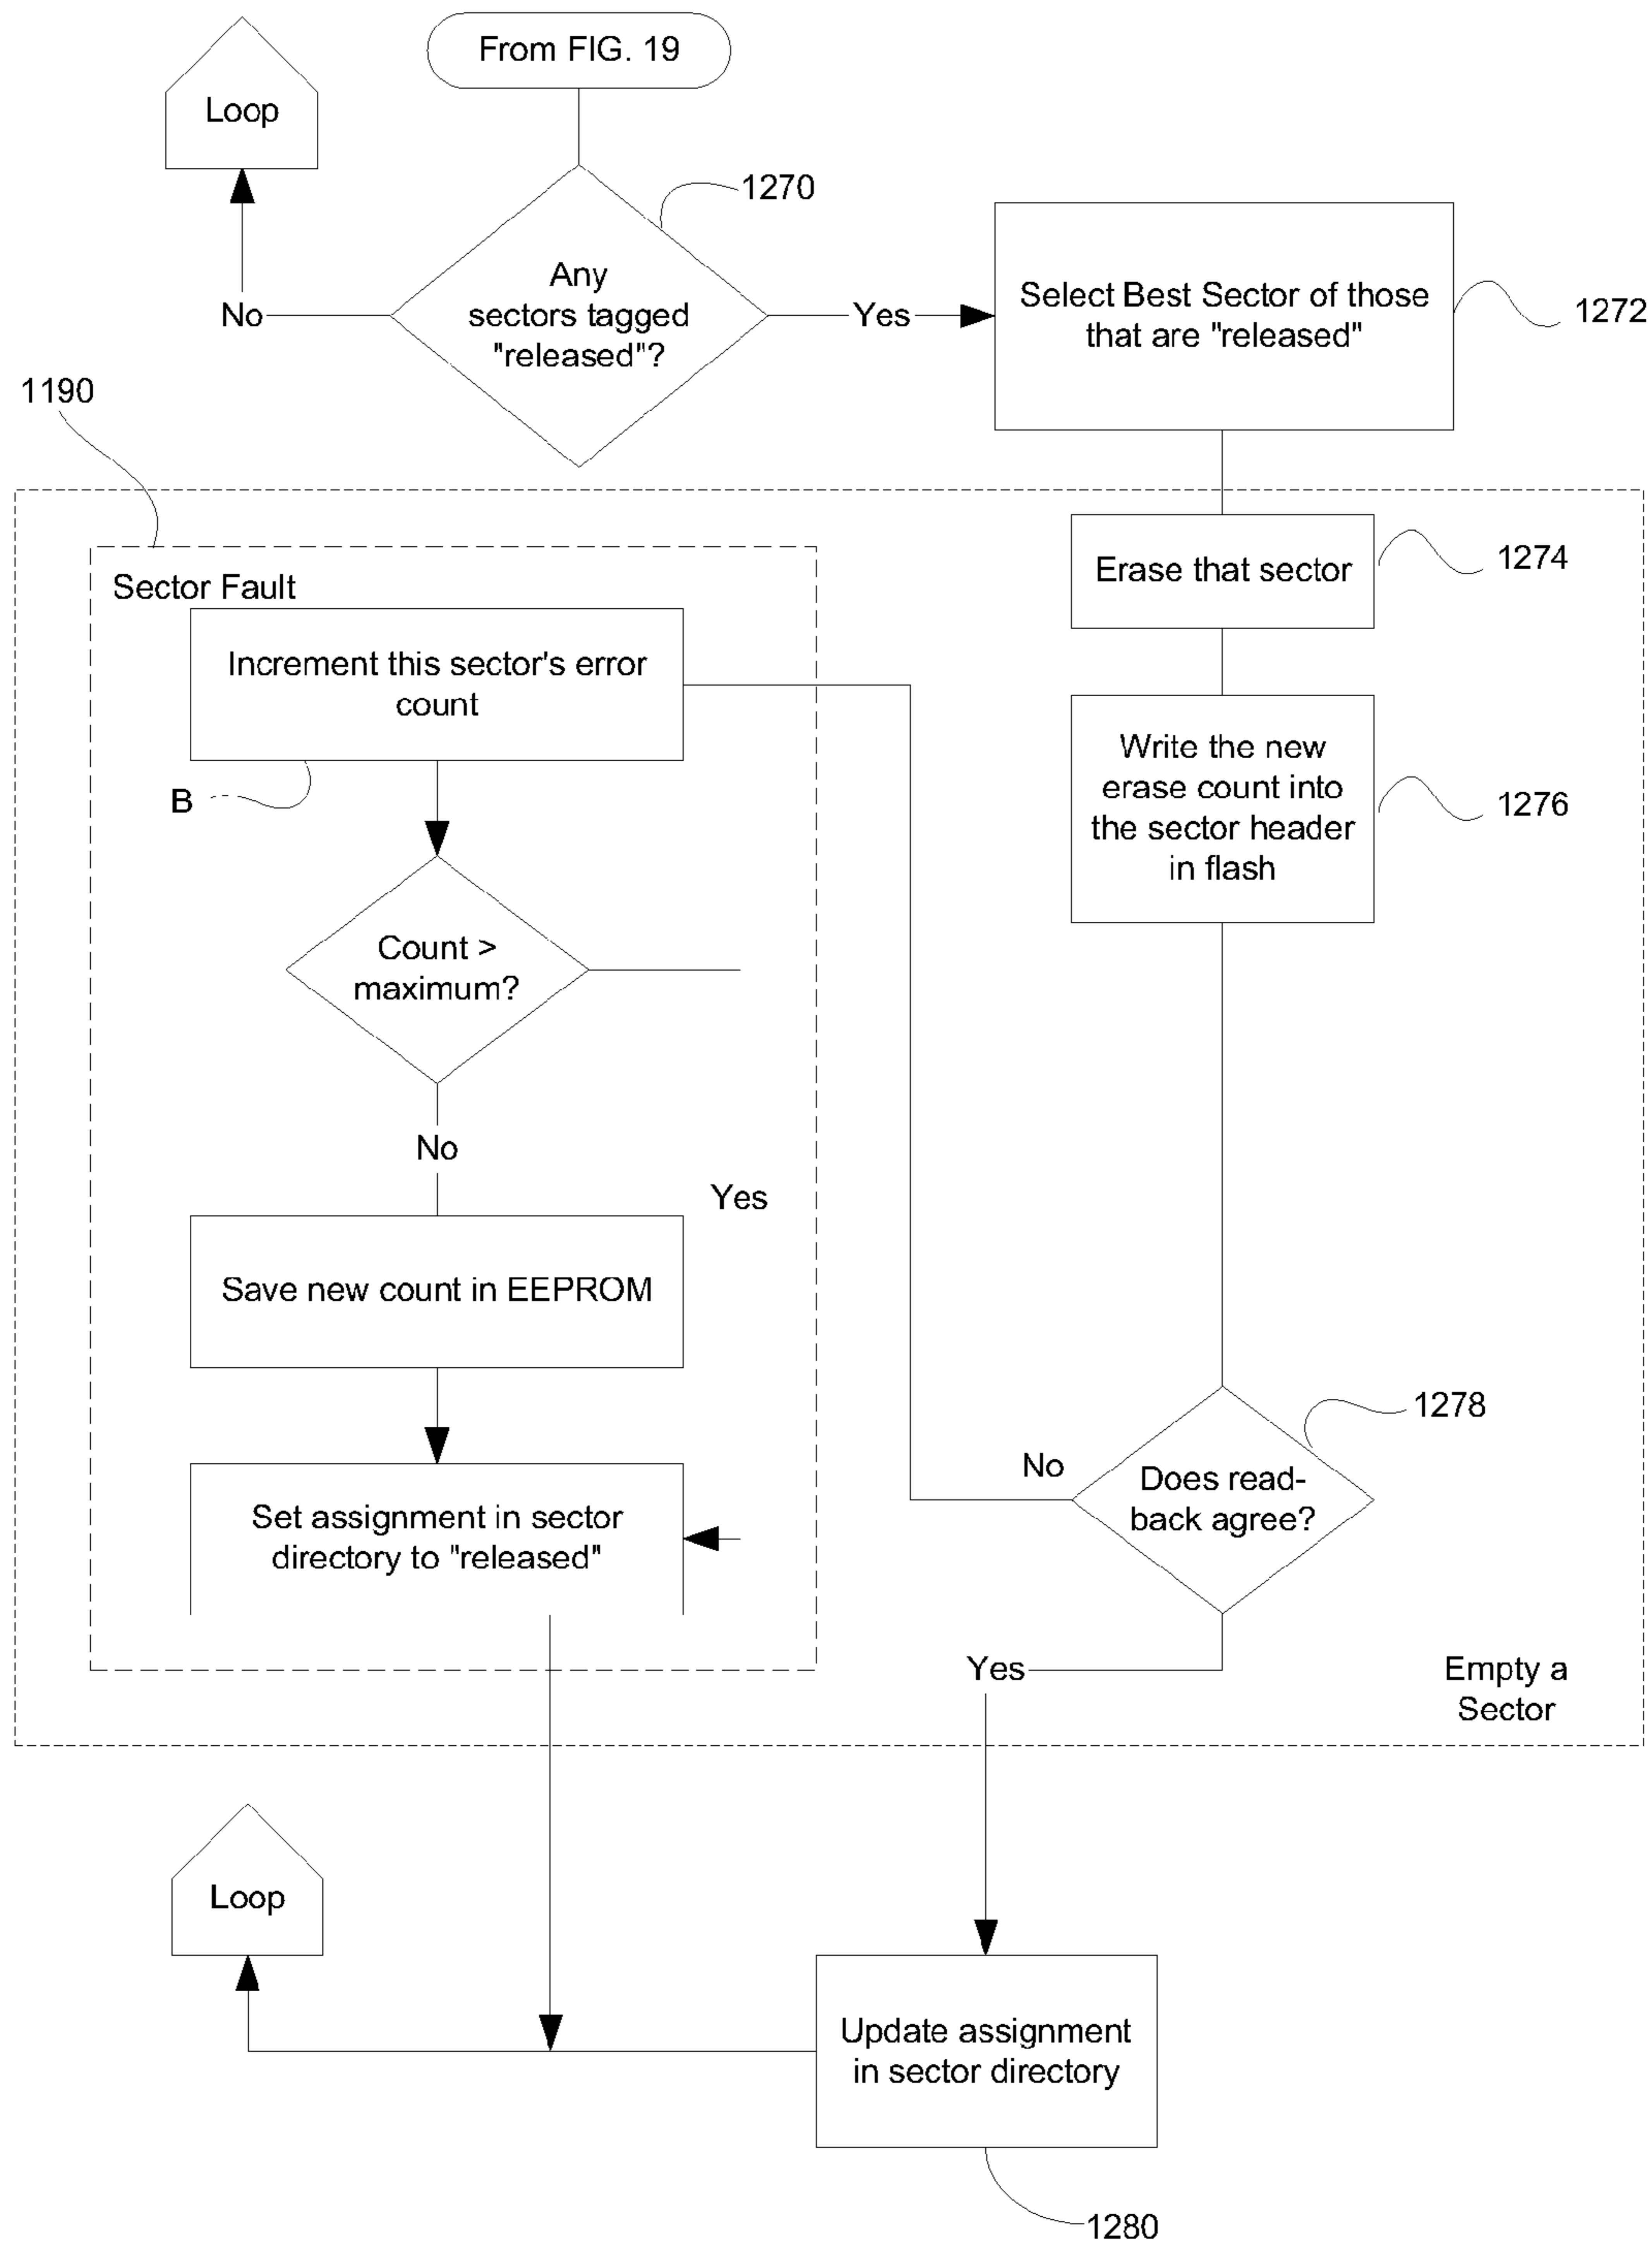 From FIG. 19
Loop
1270
Any
sectors tagged
"released"?
No
Yes
Select Best Sector of those
that are "released"
1272
1190
Sector Fault
Erase that sector
1274
Increment this sector's error
count
B
Write the new
erase count into
the sector header
in flash
1276
Count >
maximum?
No
Yes
Save new count in EEPROM
1278
No
Does read-
back agree?
Set assignment in sector
directory to "released"
Yes
Empty a
Sector
Loop
Update assignment
in sector directory
1280